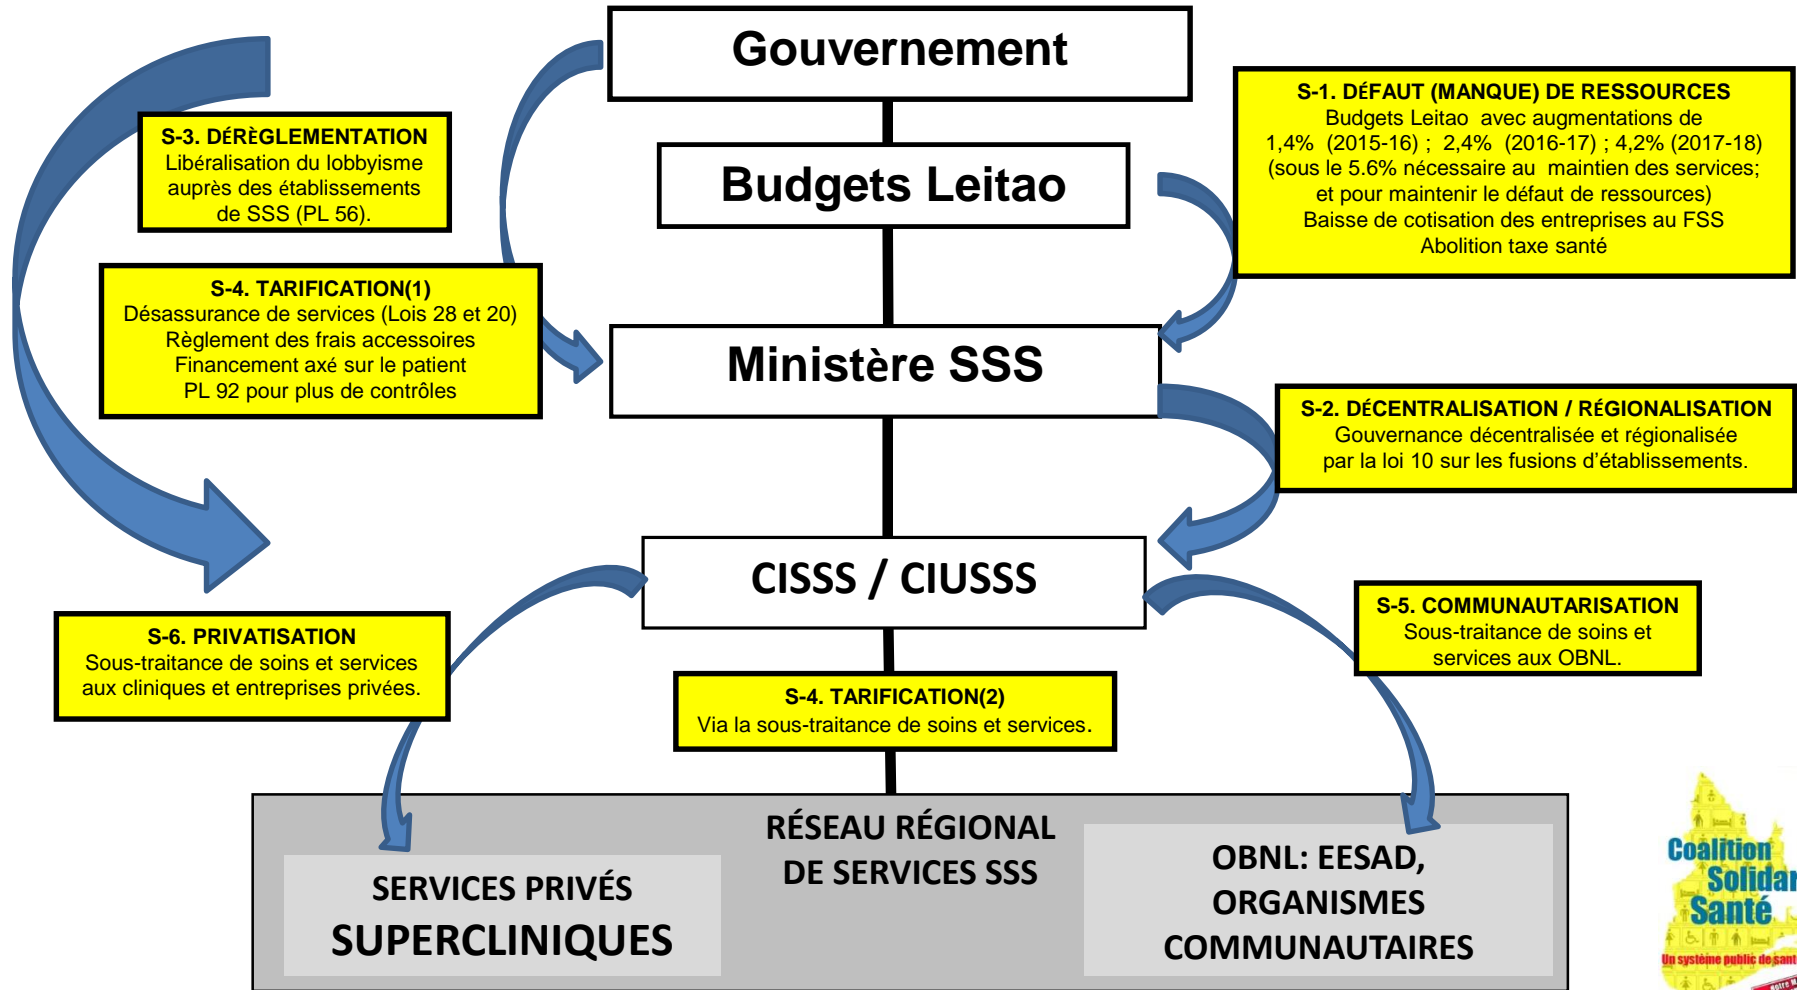 Gouvernement
S-3. DÉRÈGLEMENTATION
Libéralisation du lobbyisme
auprès des établissements
de SSS (PL 56).
Budgets Leitao
S-1. DÉFAUT (MANQUE) DE RESSOURCES
Budgets Leitao avec augmentations de
1,4% (2015-16) ; 2,4% (2016-17) ; 4,2% (2017-18)
(sous le 5.6% nécessaire au maintien des services;
et pour maintenir le défaut de ressources)
Baisse de cotisation des entreprises au FSS
Abolition taxe santé
S-4. TARIFICATION(1)
Désassurance de services (Lois 28 et 20)
Règlement des frais accessoires
Financement axé sur le patient
PL 92 pour plus de contrôles
Ministère SSS
S-2. DÉCENTRALISATION / RÉGIONALISATION
Gouvernance décentralisée et régionalisée
par la loi 10 sur les fusions d'établissements.
CISSS / CIUSSS
S-6. PRIVATISATION
Sous-traitance de soins et services
aux cliniques et entreprises privées.
S-4. TARIFICATION(2)
Via la sous-traitance de soins et services.
S-5. COMMUNAUTARISATION
Sous-traitance de soins et
services aux OBNL.
RÉSEAU RÉGIONAL
DE SERVICES SSS
SERVICES PRIVÉS
SUPERCLINIQUES
OBNL: EESAD,
ORGANISMES
COMMUNAUTAIRES
Coalition
Solidar
Santé
Un système public de sant